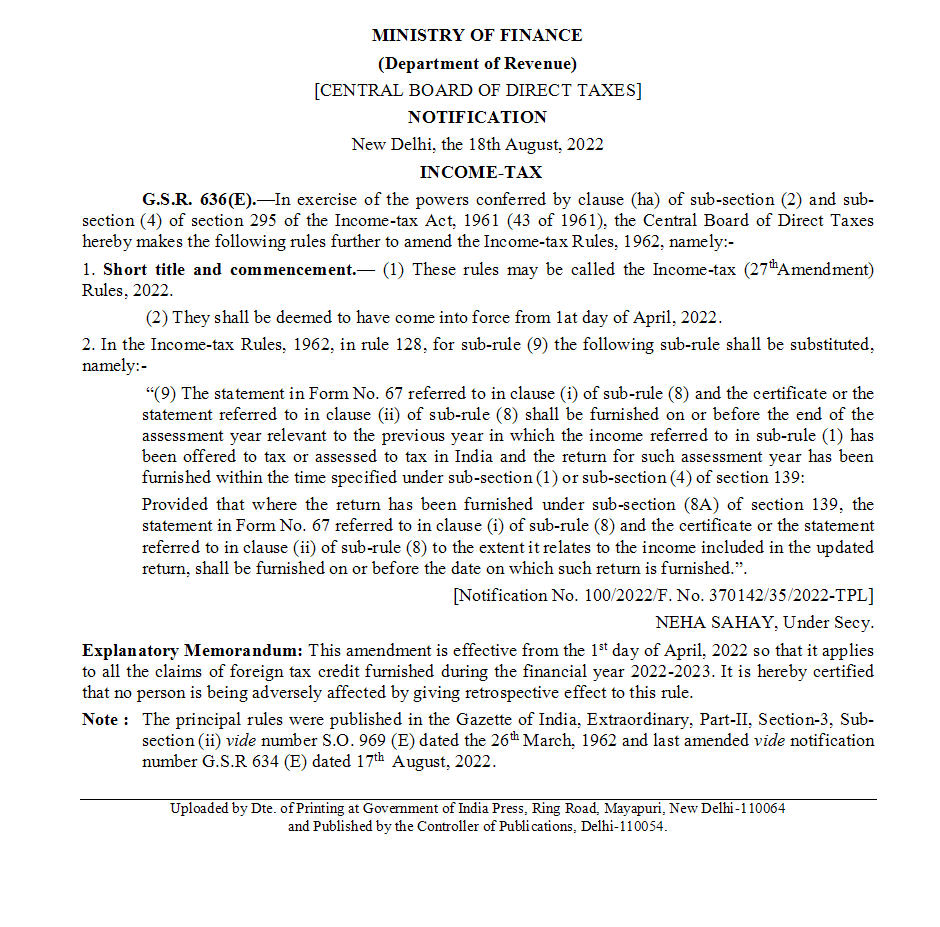 MINISTRY OF FINANCE
(Department of Revenue)
[CENTRAL BOARD OF DIRECT TAXES]
NOTIFICATION
New Delhi, the 18th August, 2022
INCOME-TAX
G.S.R. 636(E).—In exercise of the powers conferred by clause (ha) of sub-section (2) and sub-
section (4) of section 295 of the Income-tax Act, 1961 (43 of 1961), the Central Board of Direct Taxes
hereby makes the following rules further to amend the Income-tax Rules, 1962, namely:-
1. Short title and commencement.— (1) These rules may be called the Income-tax (27thAmendment)
Rules, 2022.
(2) They shall be deemed to have come into force from 1at day of April, 2022.
2. In the Income-tax Rules, 1962, in rule 128, for sub-rule (9) the following sub-rule shall be substituted,
namely:-
“(9) The statement in Form No. 67 referred to in clause (i) of sub-rule (8) and the certificate or the
statement referred to in clause (ii) of sub-rule (8) shall be furnished on or before the end of the
assessment year relevant to the previous year in which the income referred to in sub-rule (1) has
been offered to tax or assessed to tax in India and the return for such assessment year has been
furnished within the time specified under sub-section (1) or sub-section (4) of section 139:
Provided that where the return has been furnished under sub-section (8A) of section 139, the
statement in Form No. 67 referred to in clause (i) of sub-rule (8) and the certificate or the statement
referred to in clause (ii) of sub-rule (8) to the extent it relates to the income included in the updated
return, shall be furnished on or before the date on which such return is furnished.”.
[Notification No. 100/2022/F. No. 370142/35/2022-TPL]
NEHA SAHAY, Under Secy.
Explanatory Memorandum: This amendment is effective from the 1st day of April, 2022 so that it applies
to all the claims of foreign tax credit furnished during the financial year 2022-2023. It is hereby certified
that no person is being adversely affected by giving retrospective effect to this rule.
Note : The principal rules were published in the Gazette of India, Extraordinary, Part-II, Section-3, Sub-
section (ii) vide number S.O. 969 (E) dated the 26th March, 1962 and last amended vide notification
number G.S.R 634 (E) dated 17th August, 2022.
Uploaded by Dte. of Printing at Government of India Press, Ring Road, Mayapuri, New Delhi-110064
and Published by the Controller of Publications, Delhi-110054.